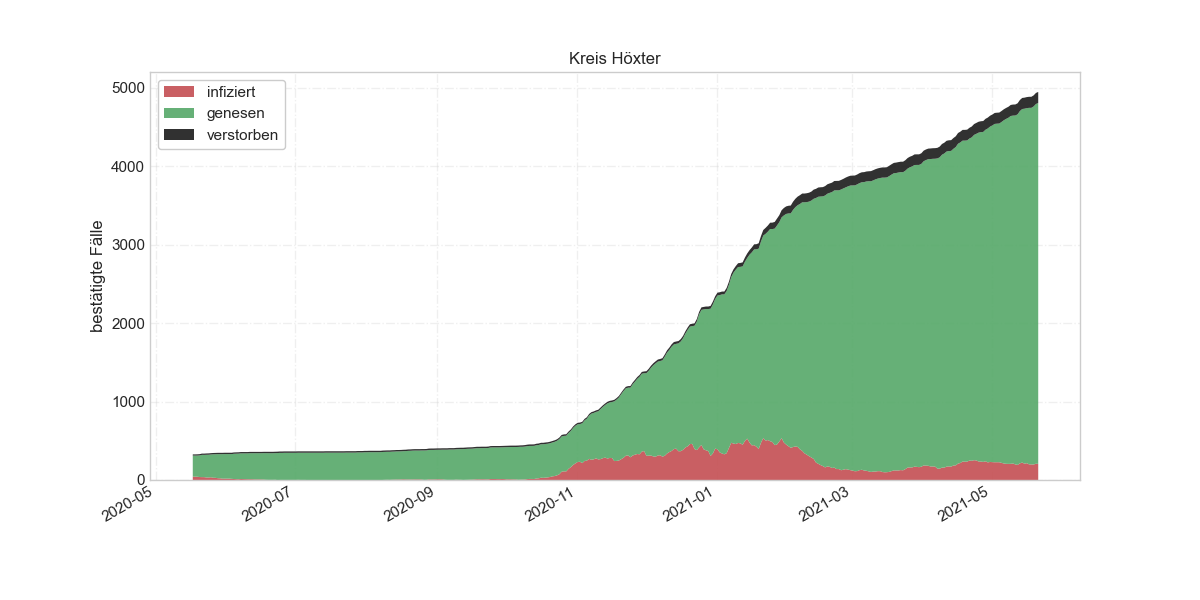 Kreis Höxter
infiziert
genesen
verstorben
bestätigte Fälle
5000
4000
3000
2000
1000
0
2020-05
2020-07
2020-09
2020-11
2021-01
2021-03
2021-05